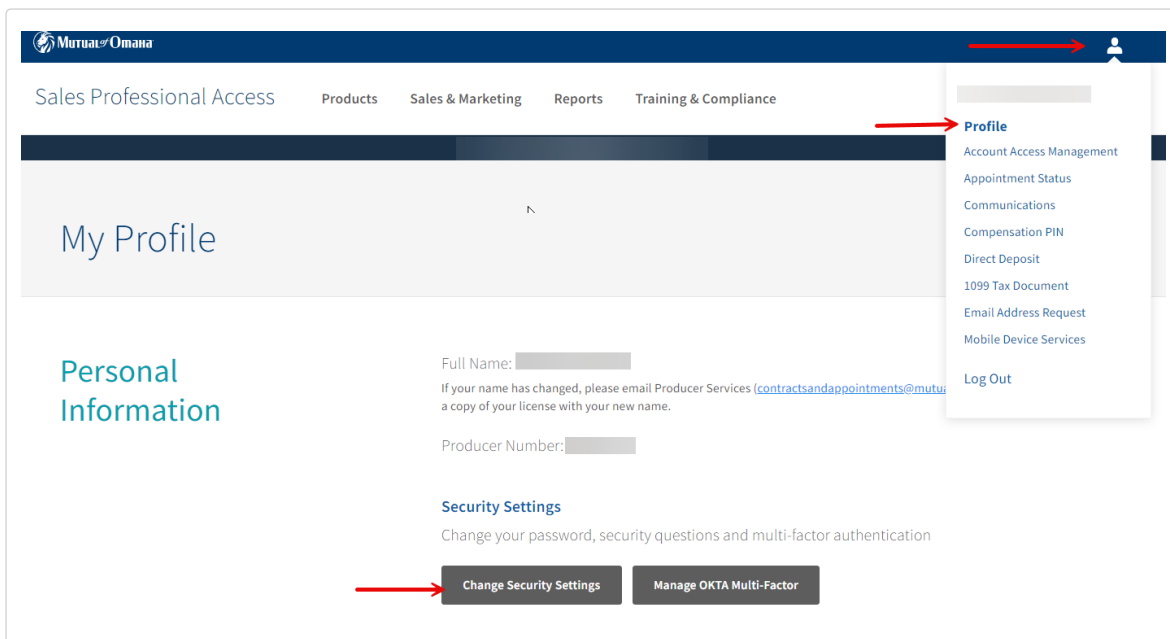 Mutual of Omaha
Sales Professional Access
Products
Sales & Marketing
Reports
Training & Compliance
Profile
Account Access Management
Appointment Status
Communications
Compensation PIN
Direct Deposit
1099 Tax Document
Email Address Request
Mobile Device Services
Log Out
My Profile
Personal
Information
Full Name:
If your name has changed, please email Producer Services (contractsandappointments@mutua
a copy of your license with your new name.
Producer Number:
Security Settings
Change your password, security questions and multi-factor authentication
Change Security Settings
Manage OKTA Multi-Factor